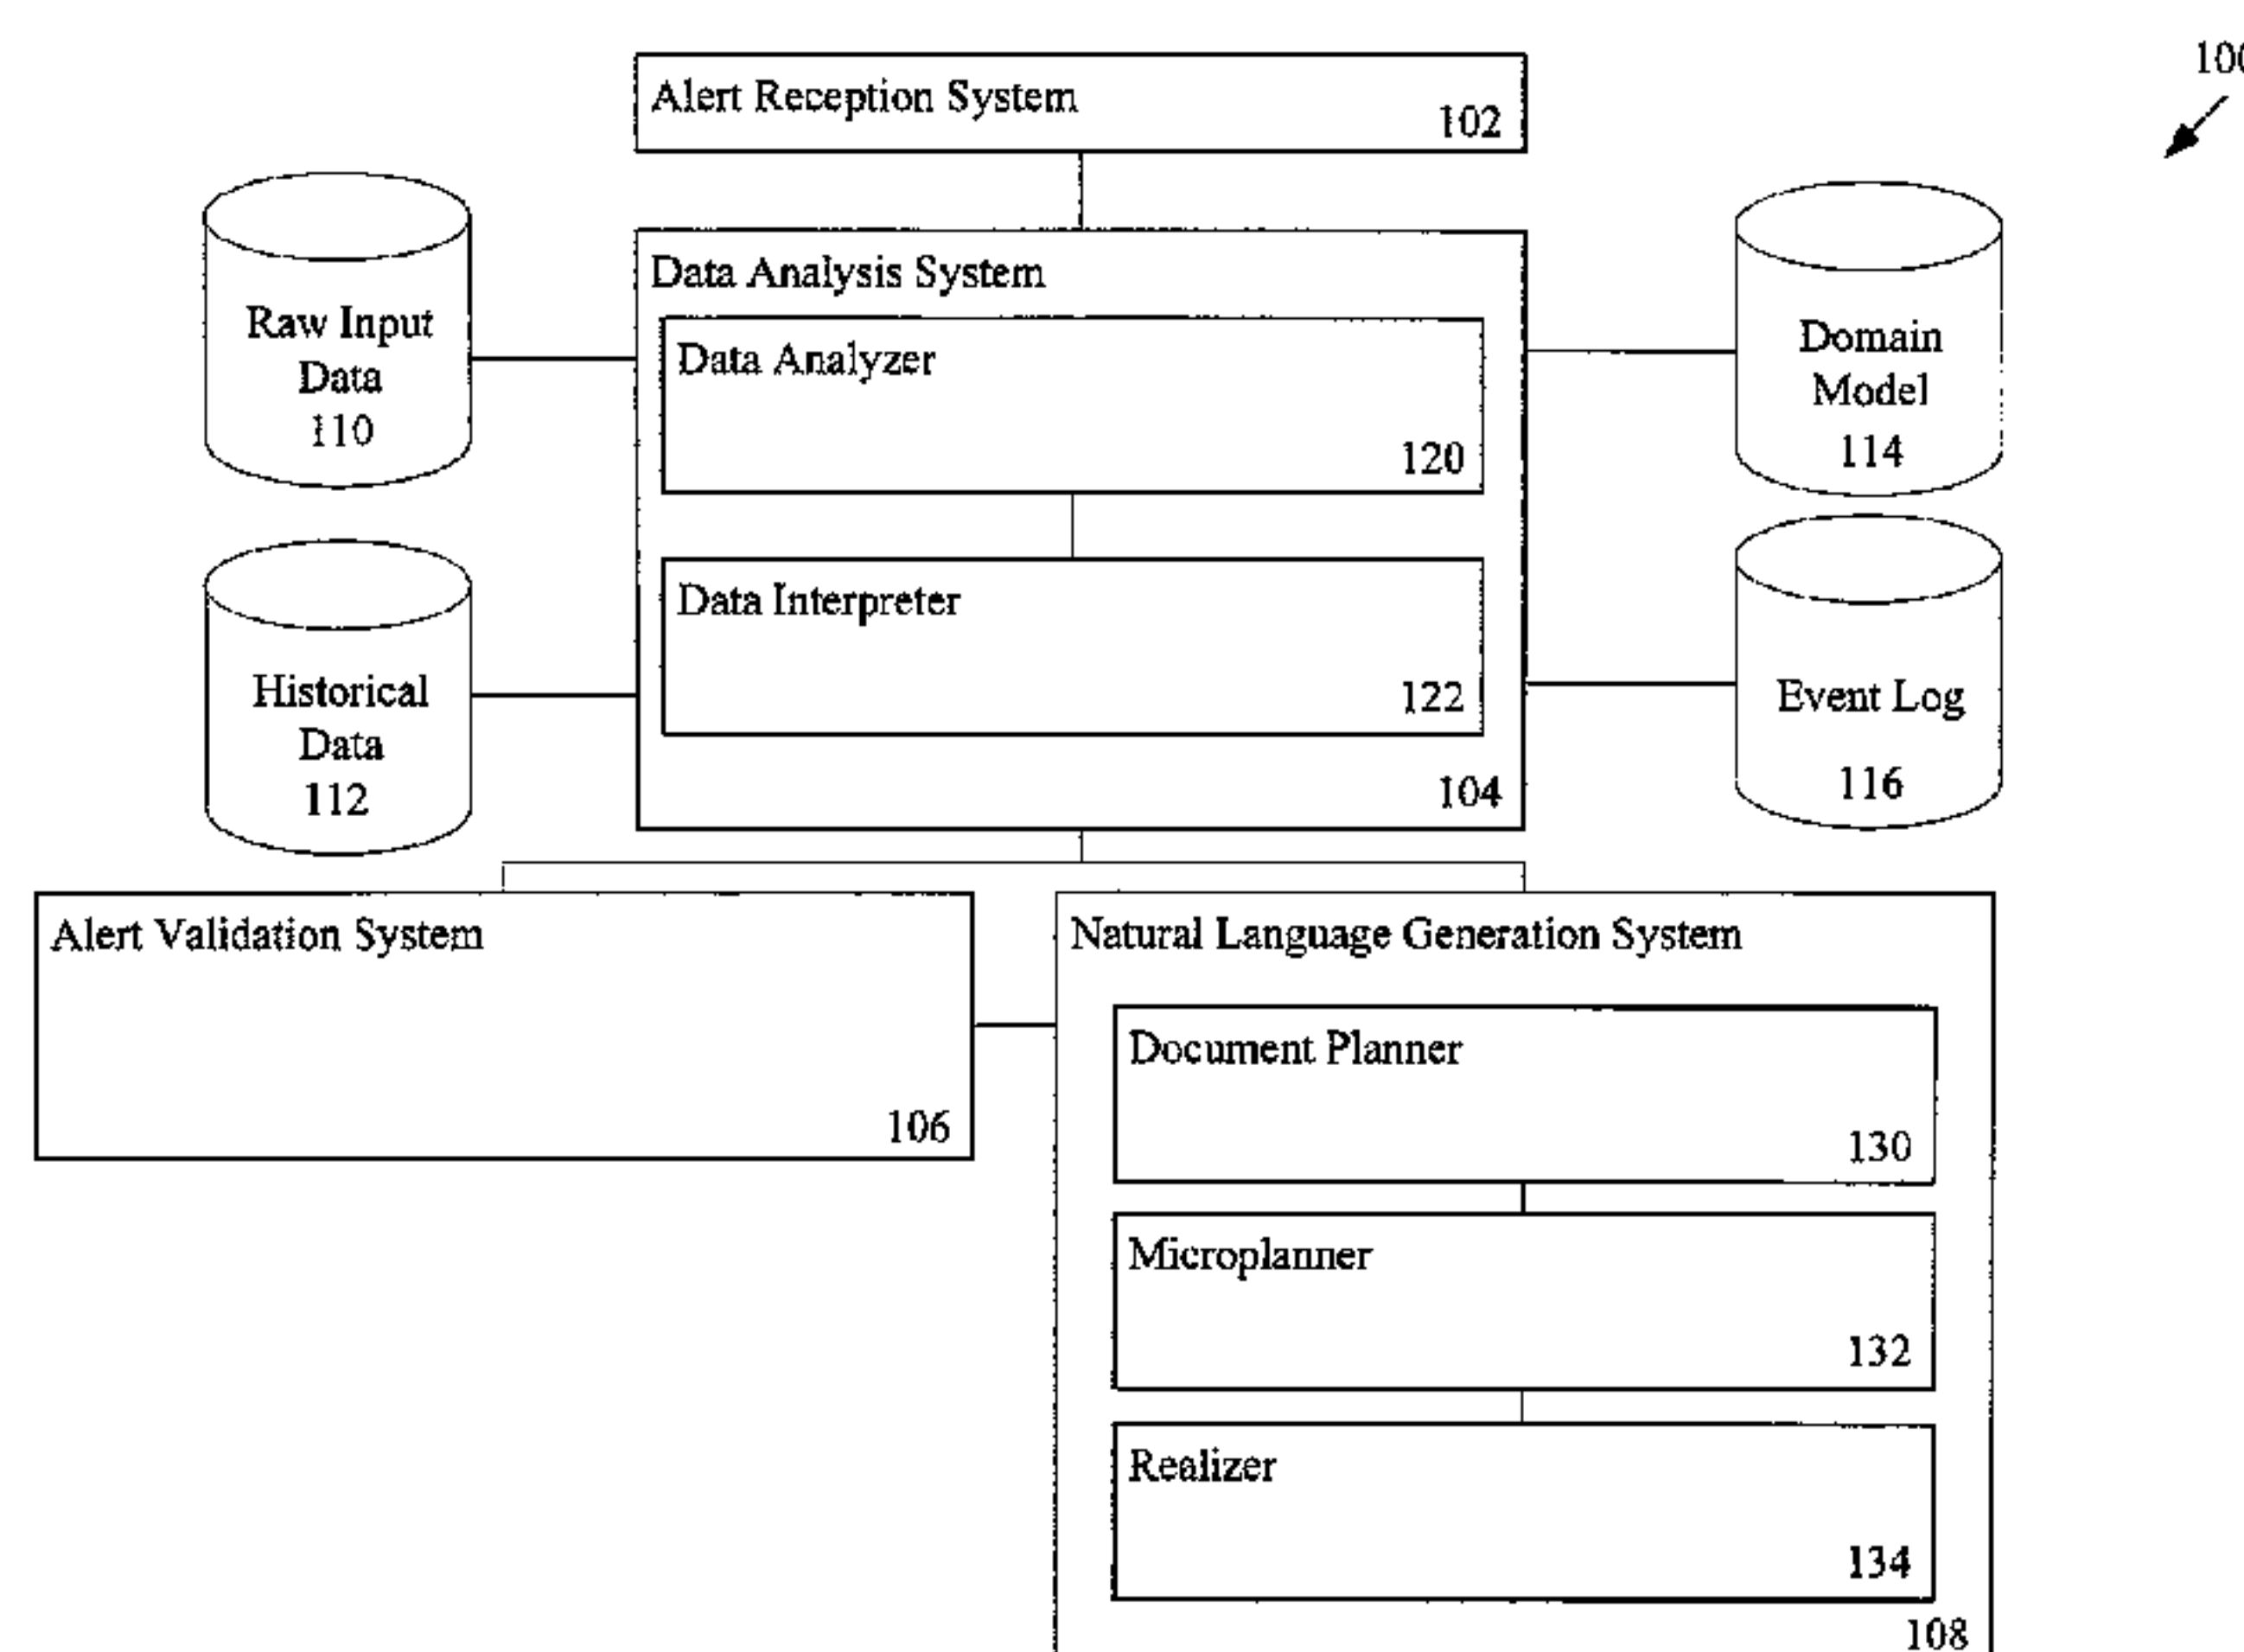 100
Alert Reception System
102
Raw Input
Data
110
Data Analysis System
Data Analyzer
120
Domain
Model
114
Historical
Data
112
Data Interpreter
122
104
Event Log
116
Alert Validation System
106
Natural Language Generation System
Document Planner
130
Microplanner
132
Realizer
134
108